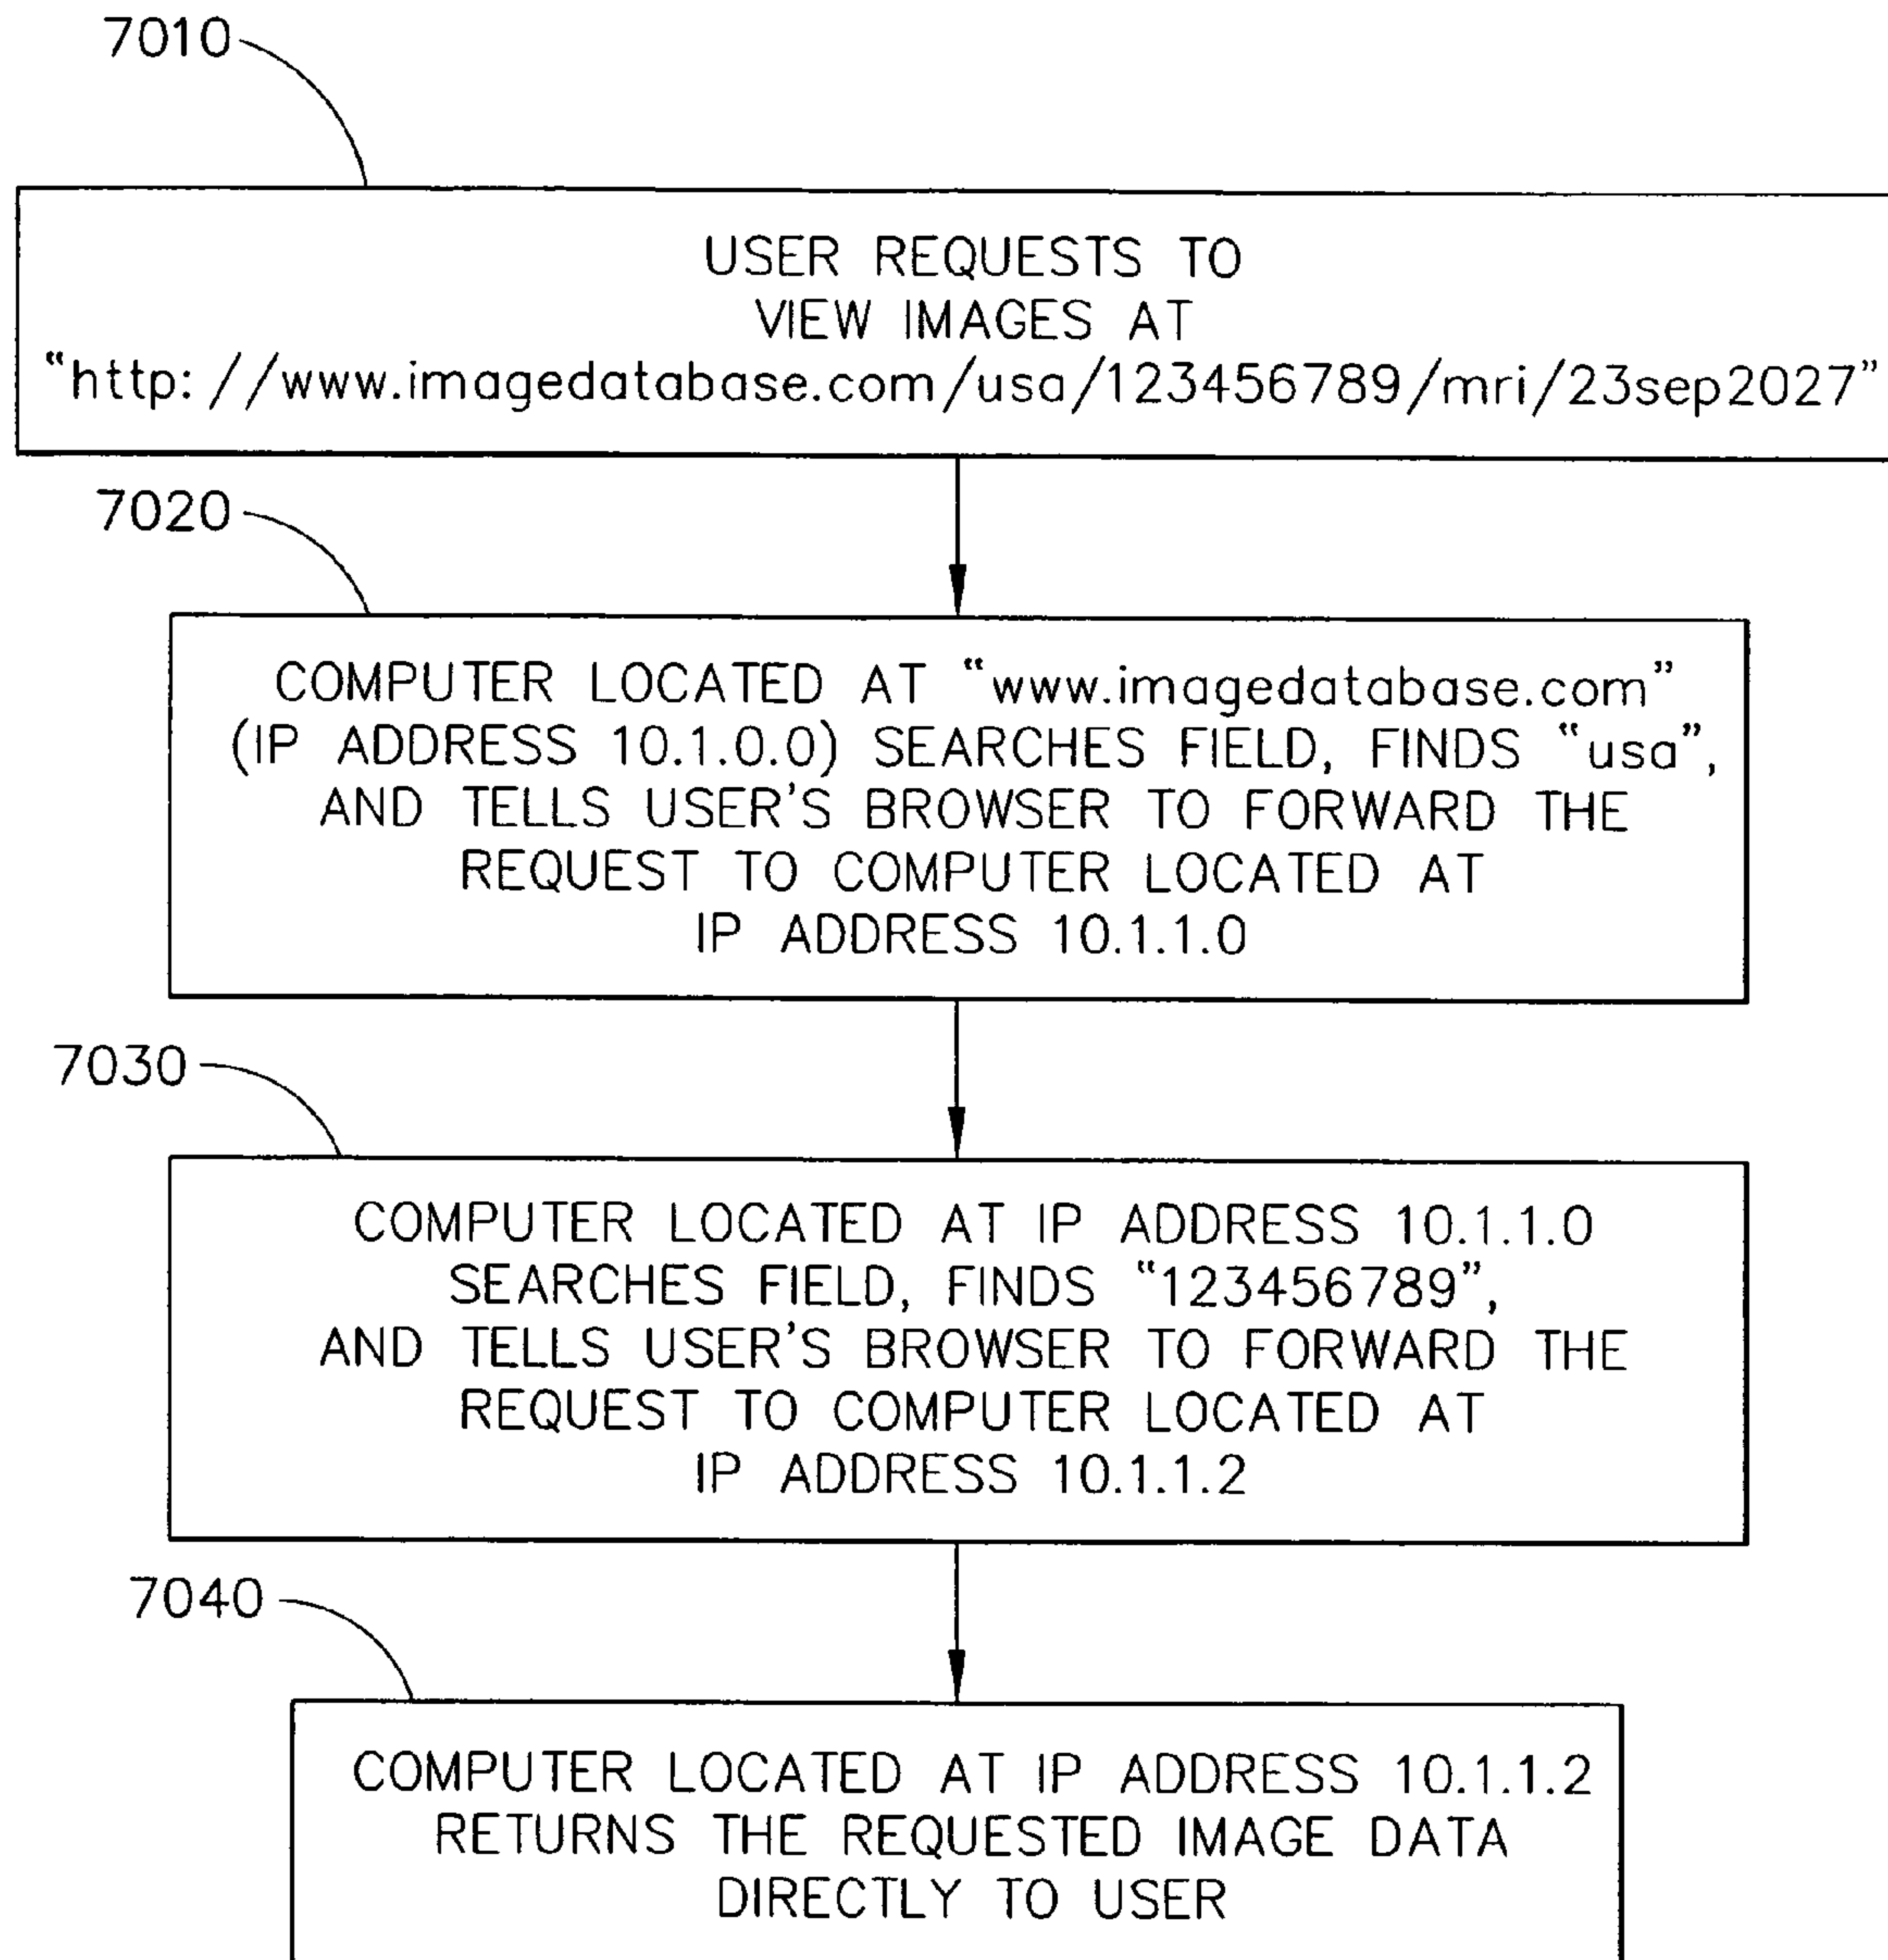 7010
USER REQUESTS TO
VIEW IMAGES AT
“http: //www.imagedatabase.com/usa/123456789/mri/23sep2027”
7020
COMPUTER LOCATED AT “www.imagedatabase.com”
(IP ADDRESS 10.1.0.0) SEARCHES FIELD, FINDS “usa”,
AND TELLS USER'S BROWSER TO FORWARD THE
REQUEST TO COMPUTER LOCATED AT
IP ADDRESS 10.1.1.0
7030
COMPUTER LOCATED AT IP ADDRESS 10.1.1.0
SEARCHES FIELD, FINDS “123456789”,
AND TELLS USER'S BROWSER TO FORWARD THE
REQUEST TO COMPUTER LOCATED AT
IP ADDRESS 10.1.1.2
7040
COMPUTER LOCATED AT IP ADDRESS 10.1.1.2
RETURNS THE REQUESTED IMAGE DATA
DIRECTLY TO USER